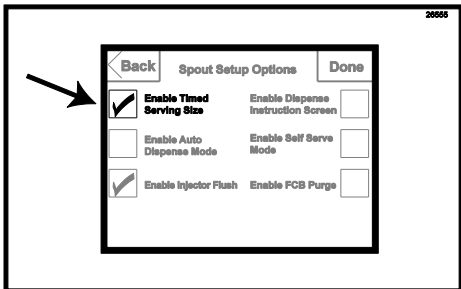 26565
Back Spout Setup Options Done
Enable Timed
Serving Size
Enable Dispense
Instruction Screen
Enable Auto
Dispense Mode
Enable Self Serve
Mode
Enable Injector Flush
Enable FCB Purge